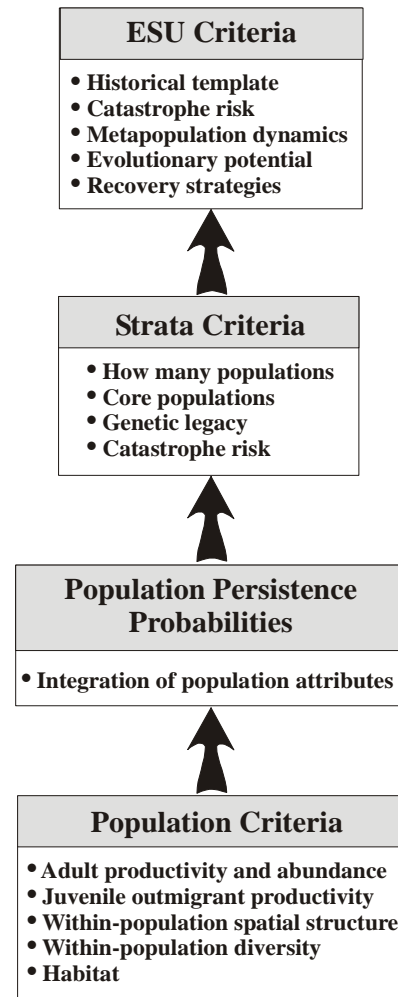 ESU Criteria
• Historical template
• Catastrophe risk
• Metapopulation dynamics
• Evolutionary potential
• Recovery strategies
Strata Criteria
• How many populations
• Core populations
• Genetic legacy
• Catastrophe risk
Population Persistence
Probabilities
• Integration of population attributes
Population Criteria
• Adult productivity and abundance
• Juvenile outmigrant productivity
• Within-population spatial structure
• Within-population diversity
• Habitat